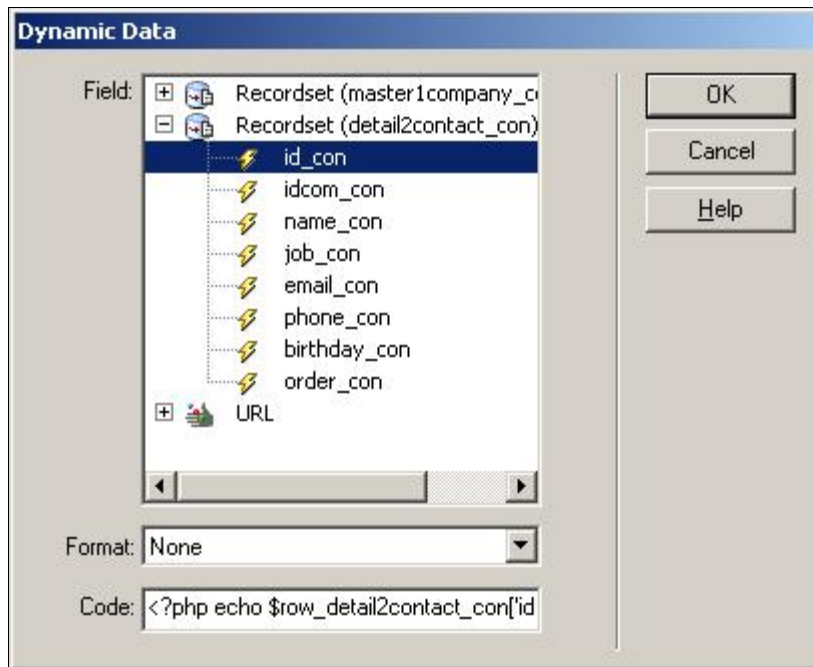 Dynamic Data
Field:
Recordset (master1company_c
Recordset (detail2contact_con)
id_con
idcom_con
name_con
job_con
email_con
phone_con
birthday_con
order_con
URL
Format: None
Code: <?php echo $row_detail2contact_con['id
OK
Cancel
Help